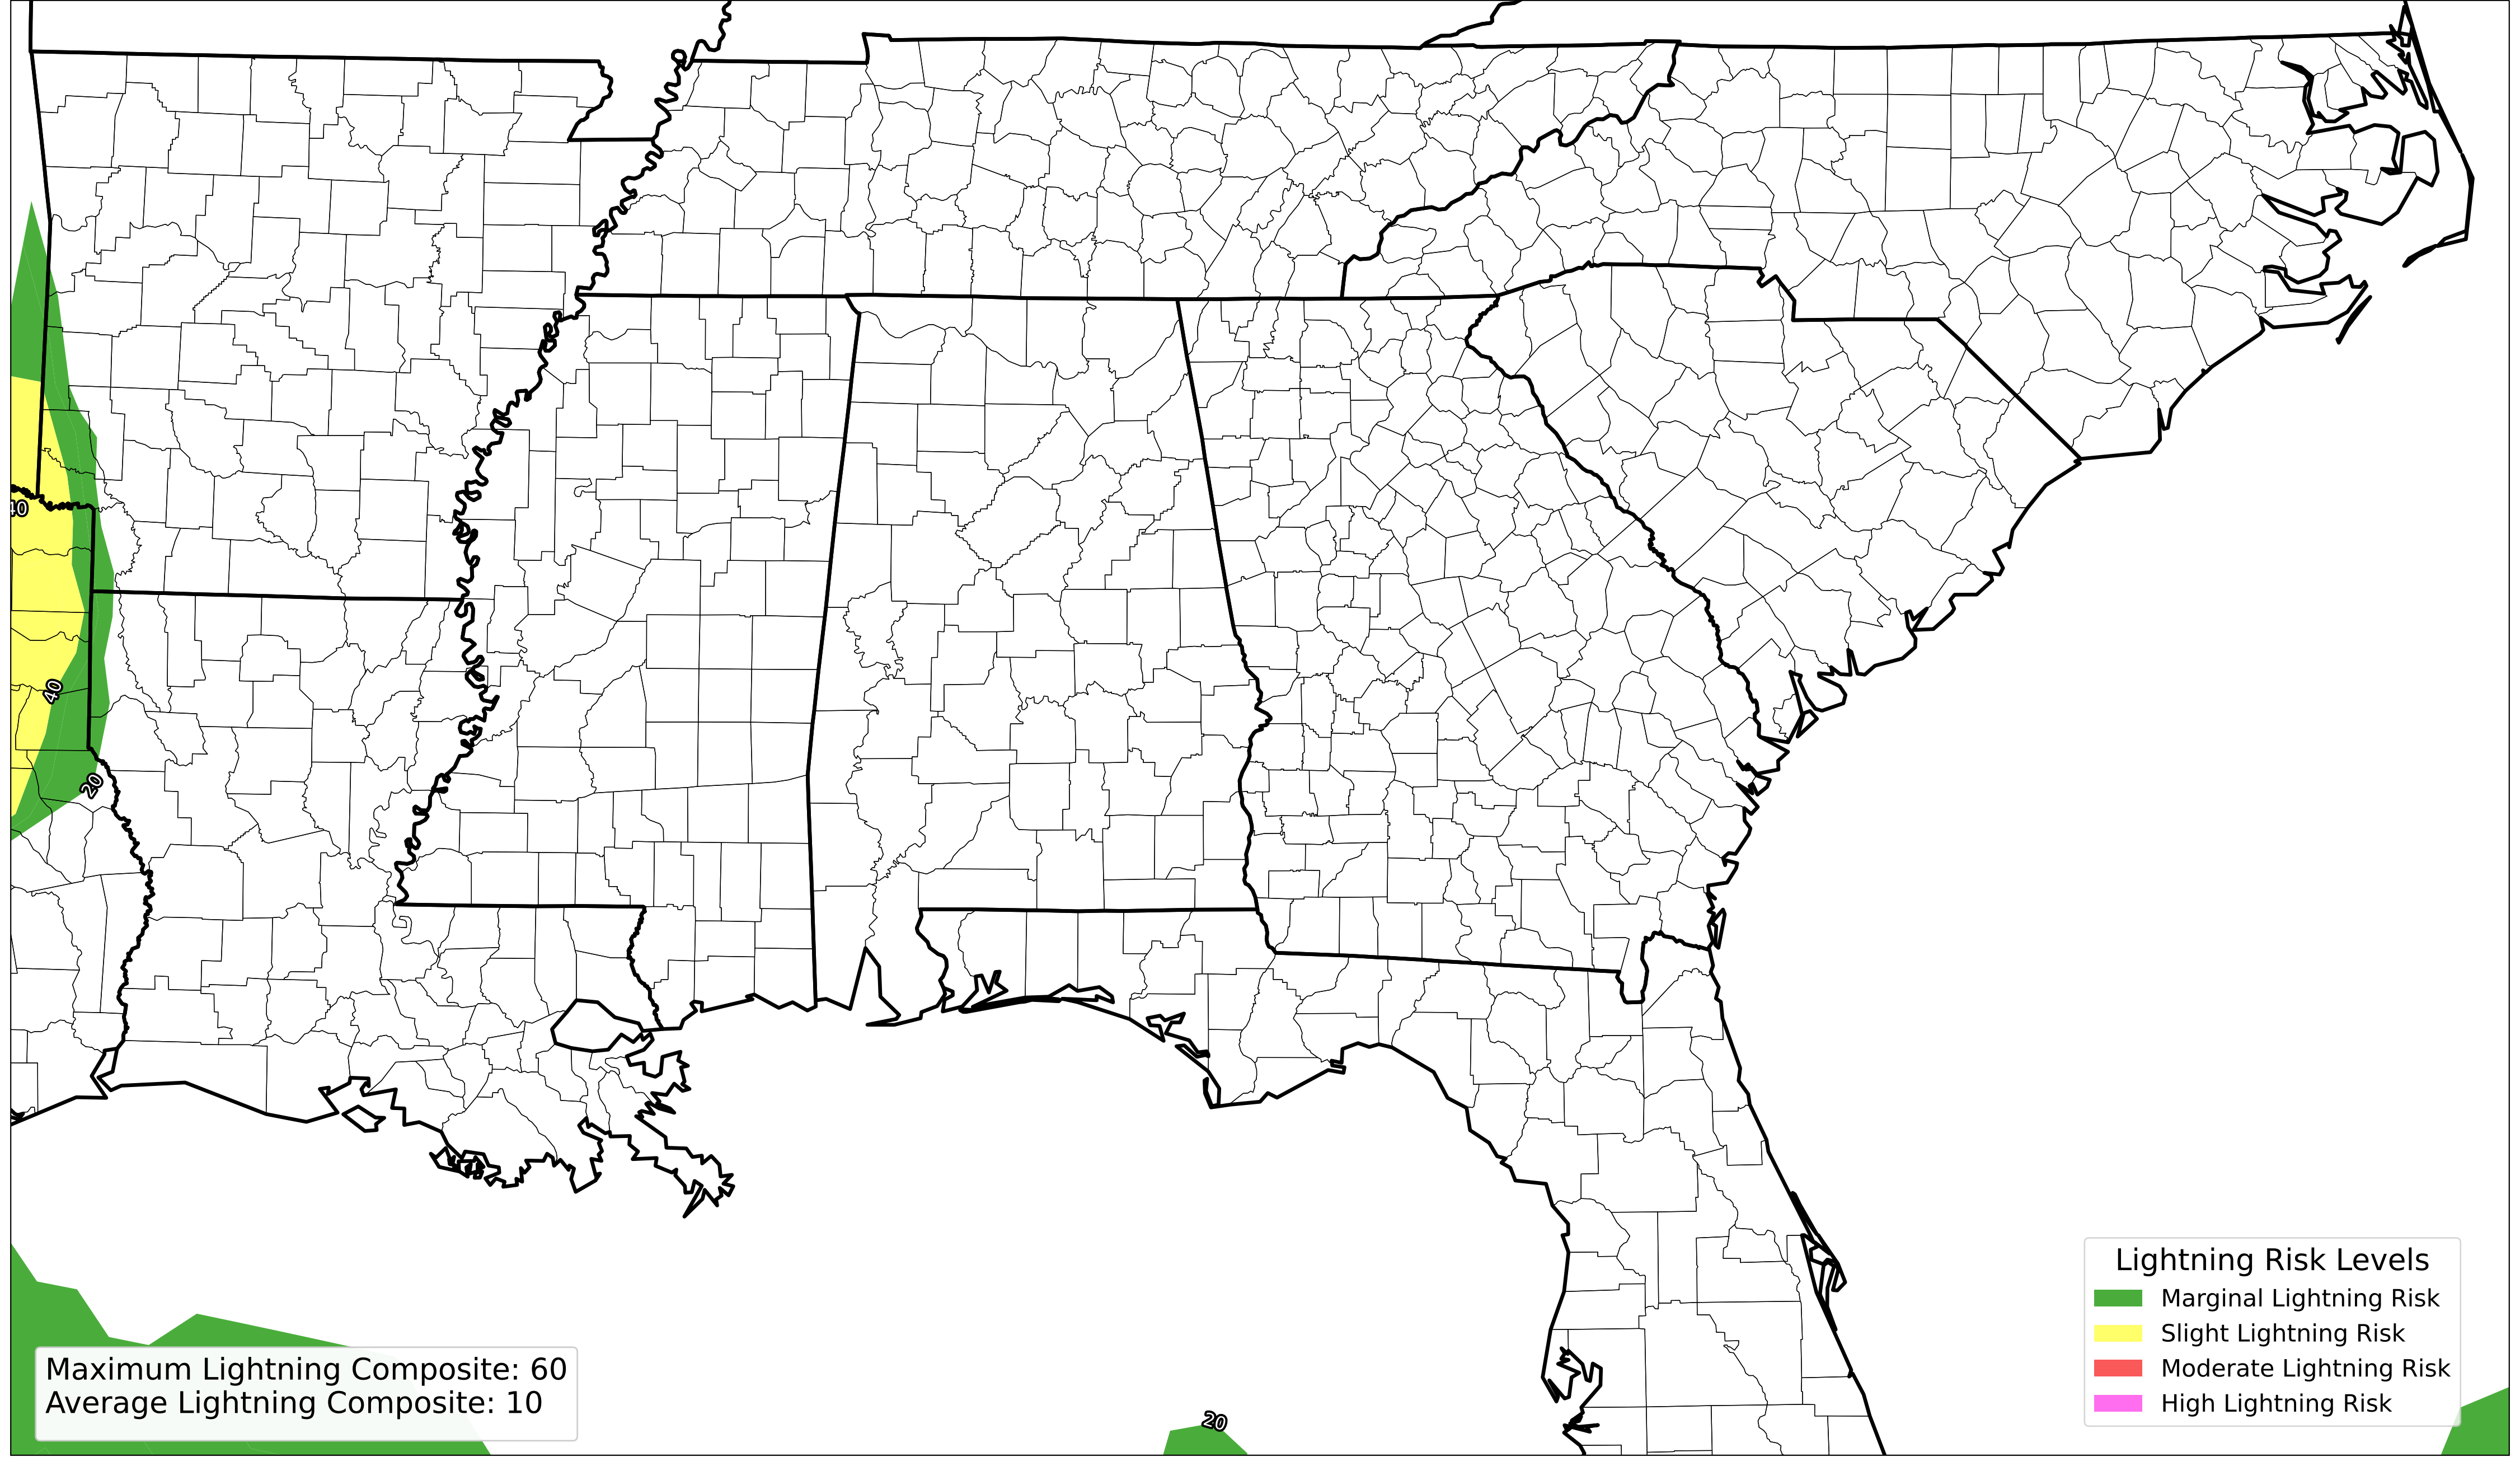 40
40
20
Lightning Risk Levels
Marginal Lightning Risk
Slight Lightning Risk
Moderate Lightning Risk
High Lightning Risk
Maximum Lightning Composite: 60
Average Lightning Composite: 10
20